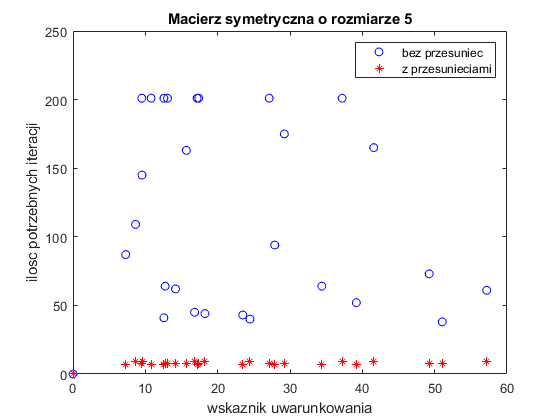 Macierz symetryczna o rozmiarze 5
250
200
150
100
50
0
ilosc potrzebnych iteracji
bez przesuniec
z przesunieciami
0 10 20 30 40 50 60
wskaznik uwarunkowania